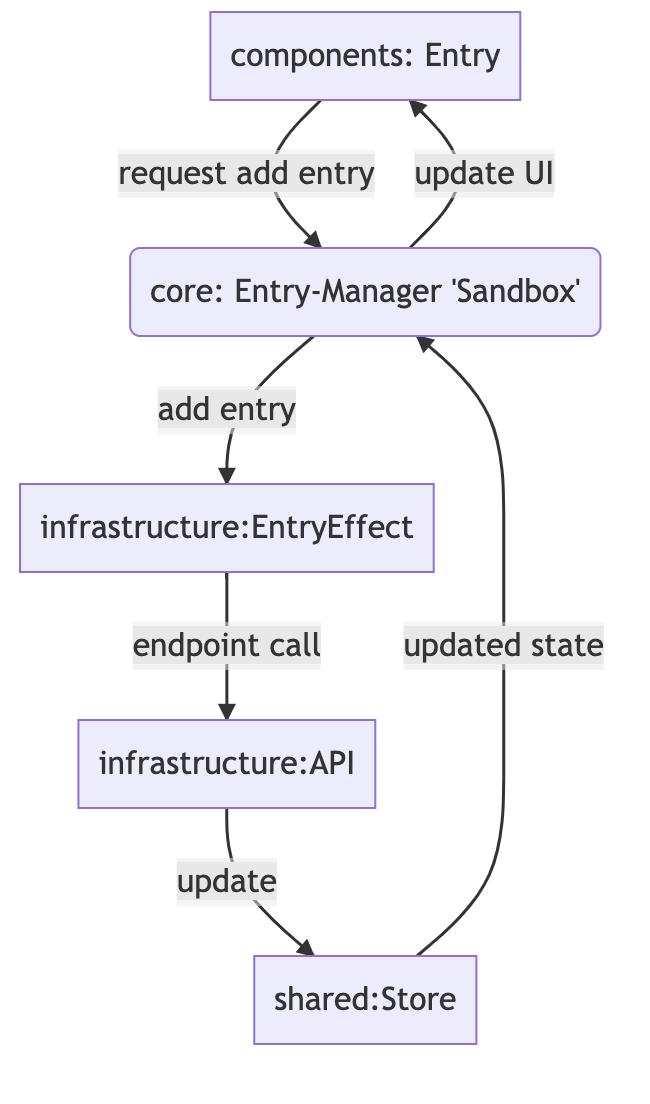 components: Entry
request add entry
update UI
core: Entry-Manager 'Sandbox'
add entry
infrastructure:EntryEffect
endpoint call
updated state
infrastructure:API
update
shared:Store